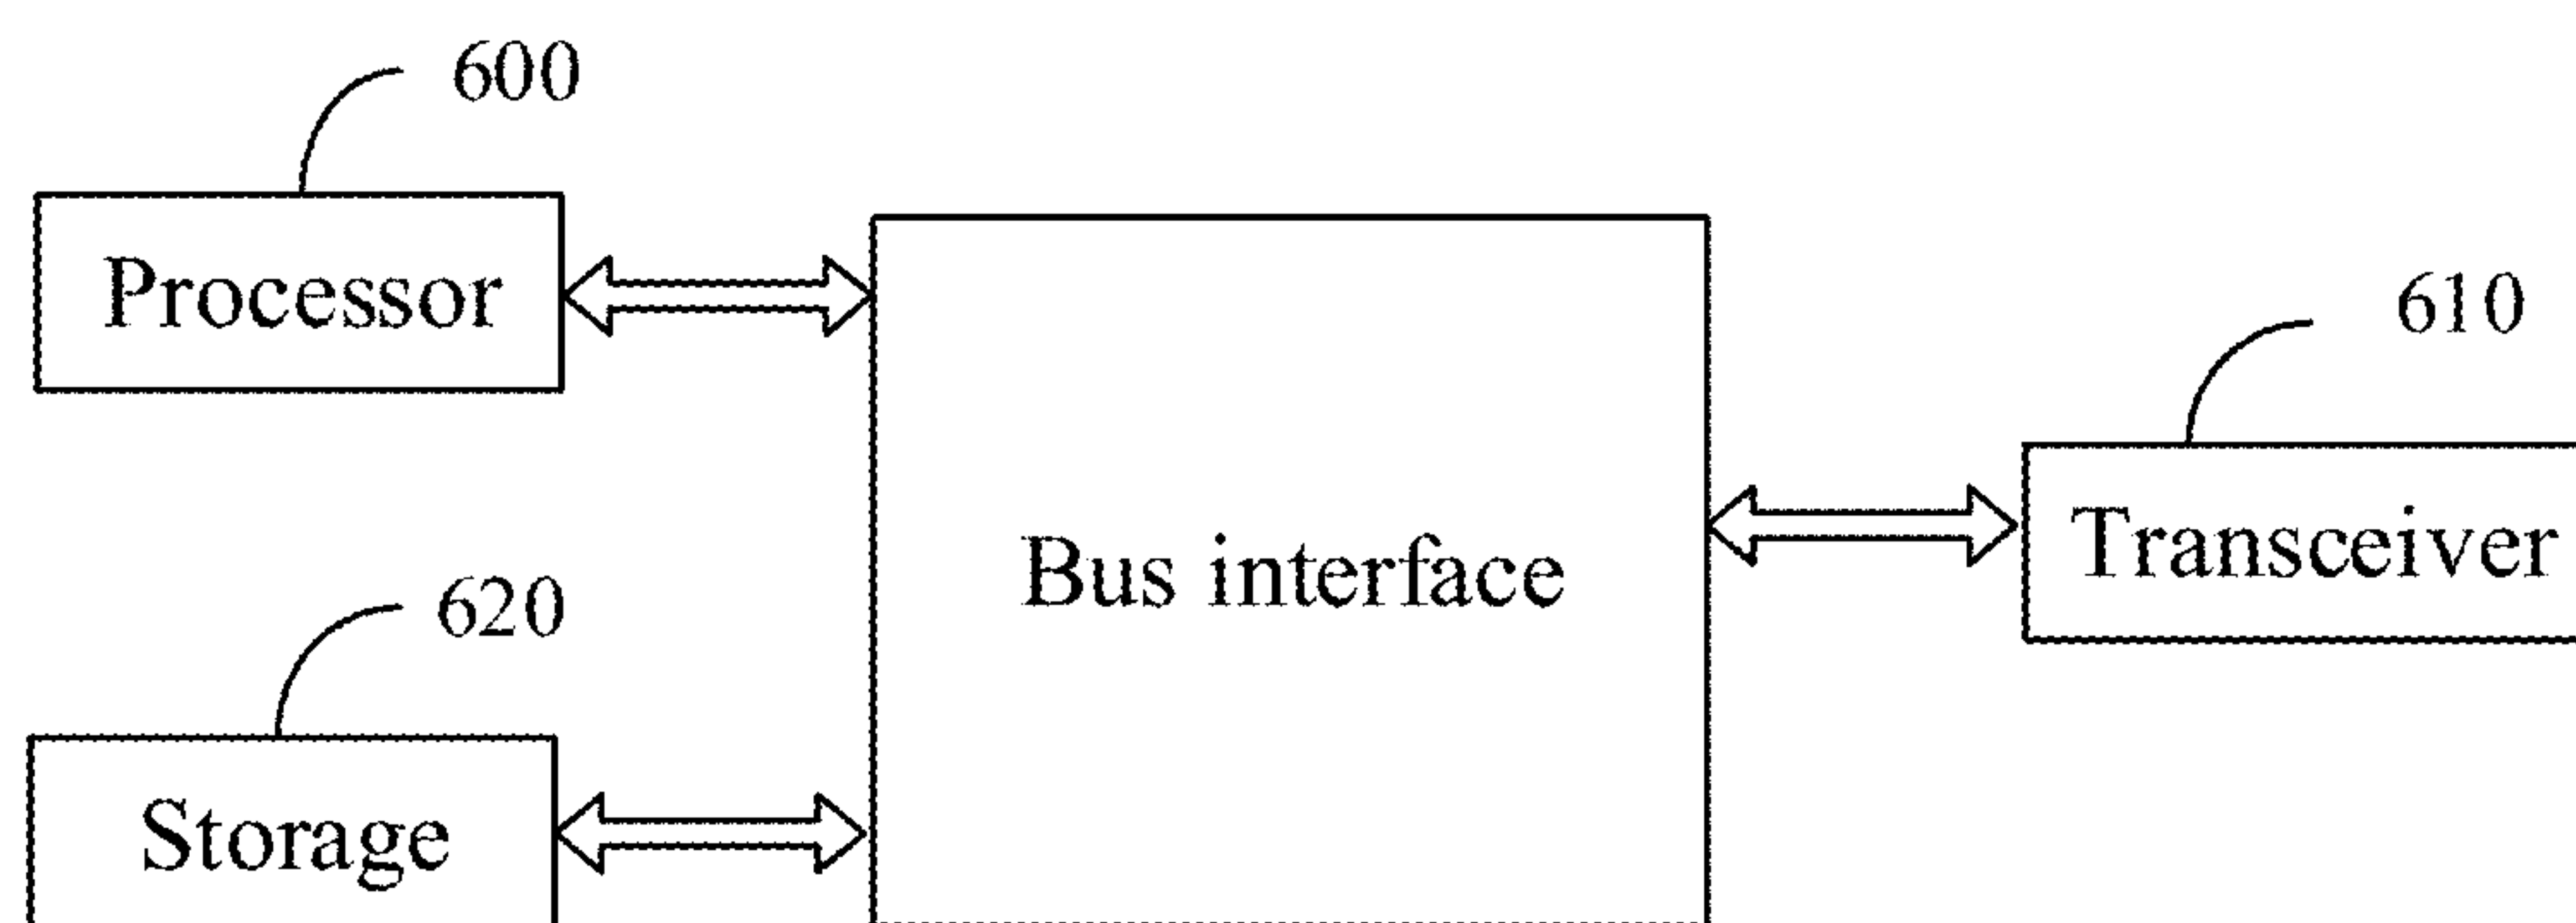 600
Processor
610
Transceiver
Bus interface
620
Storage